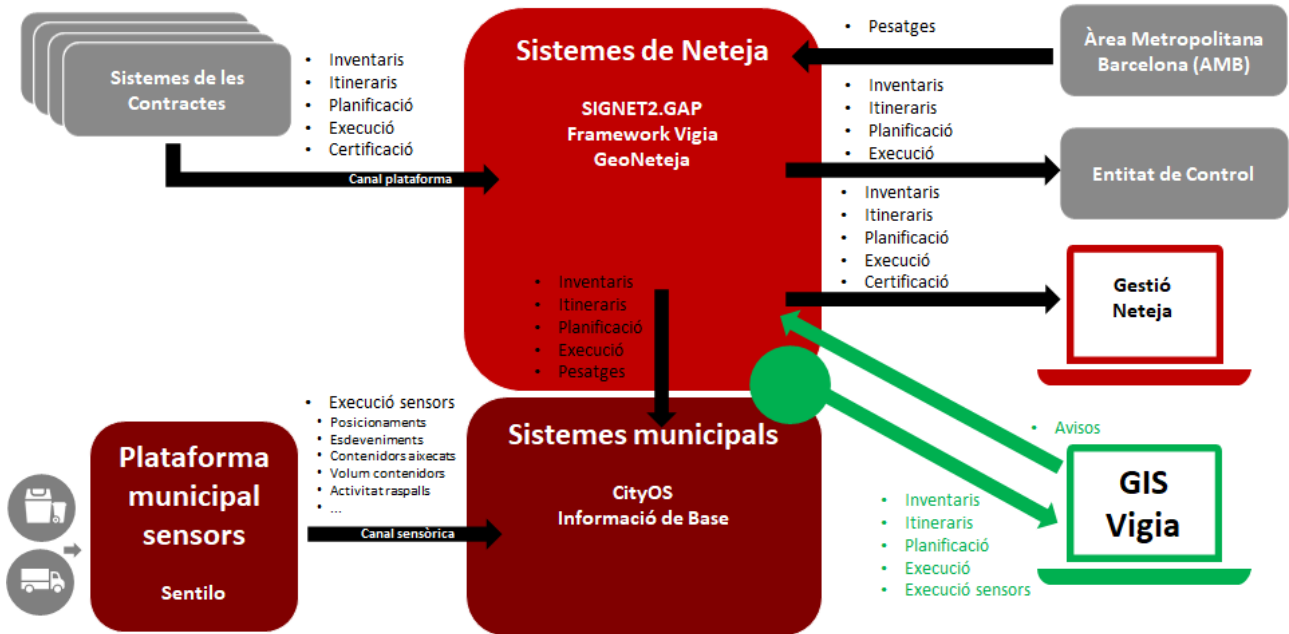 Sistemes de les
Contractes
• Inventaris
• Itineraris
• Planificació
• Execució
• Certificació
Canal plataforma
Sistemes de Neteja
SIGNET2.GAP
Framework Vigia
GeoNeteja
• Pesatges
Àrea Metropolitana
Barcelona (AMB)
• Inventaris
• Itineraris
• Planificació
• Execució
Entitat de Control
• Inventaris
• Itineraris
• Planificació
• Execució
• Certificació
Gestió
Neteja
• Inventaris
• Itineraris
• Planificació
• Execució
• Pesatges
• Execució sensors
• Posicionaments
• Esdeveniments
• Contenidors aixecats
• Volum contenidors
• Activitat raspalls
• ...
Canal sensòrica
Plataforma
municipal
sensors
Sentilo
Sistemes municipals
CityOS
Informació de Base
• Avisos
GIS
Vigia
• Inventaris
• Itineraris
• Planificació
• Execució
• Execució sensors